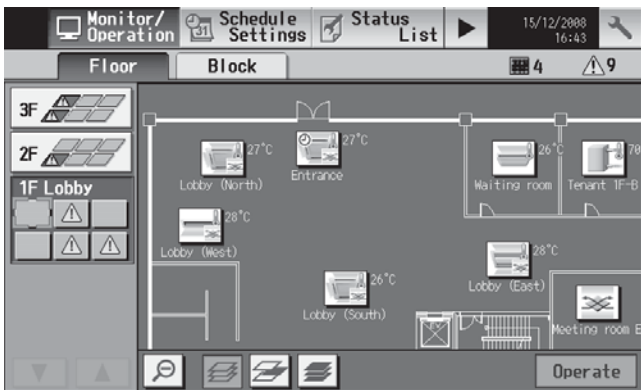 Monitor/
Operation
31
Schedule
Settings
Status
List
15/12/2008
16:43
Floor
Block
4
9
3F
2F
1F Lobby
27°C
Lobby (North)
27°C
Entrance
26°C
Waiting room
70
Tenant 1F-B
28°C
Lobby (West)
26°C
Lobby (South)
28°C
Lobby (East)
Meeting room E
Operate